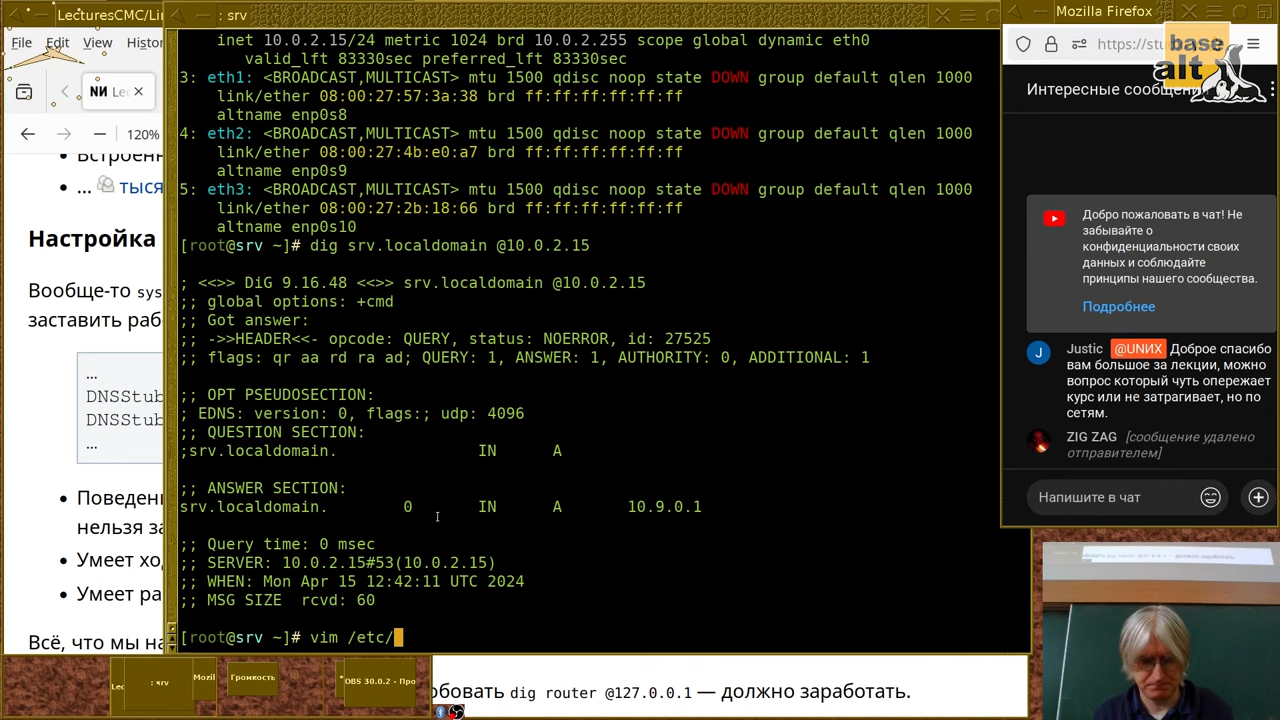 LecturesCMC/Lin
: srv
Mozilla Firefox
File Edit View Histor
Lec
120%
https://stu
base
alt
Интересные сообщен
Встроенн
... тыся
Настройка
Вообще-то sys
заставить раб
…
DNSStub
DNSStub
…
Поведени
нельзя за
Умеет хо
Умеет ра
Всё, что мы на
inet 10.0.2.15/24 metric 1024 brd 10.0.2.255 scope global dynamic eth0
valid_lft 83330sec preferred_lft 83330sec
3: eth1: <BROADCAST,MULTICAST> mtu 1500 qdisc noop state DOWN group default qlen 1000
link/ether 08:00:27:57:3a:38 brd ff:ff:ff:ff:ff:ff
altname enp0s8
4: eth2: <BROADCAST,MULTICAST> mtu 1500 qdisc noop state DOWN group default qlen 1000
link/ether 08:00:27:4b:e0:a7 brd ff:ff:ff:ff:ff:ff
altname enp0s9
5: eth3: <BROADCAST,MULTICAST> mtu 1500 qdisc noop state DOWN group default qlen 1000
link/ether 08:00:27:2b:18:66 brd ff:ff:ff:ff:ff:ff
altname enp0s10
[root@srv ~]# dig srv.localdomain @10.0.2.15
; <<>> DiG 9.16.48 <<>> srv.localdomain @10.0.2.15
;; global options: +cmd
;; Got answer:
;; ->>HEADER<<- opcode: QUERY, status: NOERROR, id: 27525
;; flags: qr aa rd ra ad; QUERY: 1, ANSWER: 1, AUTHORITY: 0, ADDITIONAL: 1
;; OPT PSEUDOSECTION:
; EDNS: version: 0, flags:; udp: 4096
;; QUESTION SECTION:
;srv.localdomain. IN A
;; ANSWER SECTION:
srv.localdomain. 0 IN A 10.9.0.1
;; Query time: 0 msec
;; SERVER: 10.0.2.15#53(10.0.2.15)
;; WHEN: Mon Apr 15 12:42:11 UTC 2024
;; MSG SIZE rcvd: 60
[root@srv ~]# vim /etc/
Добро пожаловать в чат! Не
забывайте о
конфиденциальности своих
данных и соблюдайте
принципы нашего сообщества.
Подробнее
J
Justic @UNИX Доброе спасибо
вам большое за лекции, можно
вопрос который чуть опережает
курс или не затрагивает, но по
сетям.
ZIG ZAG [сообщение удалено
отправителем]
Напишите в чат
Lec
: srv
Mozil
Громкость
*OBS 30.0.2 - Про
обовать dig router @127.0.0.1 — должно заработать.